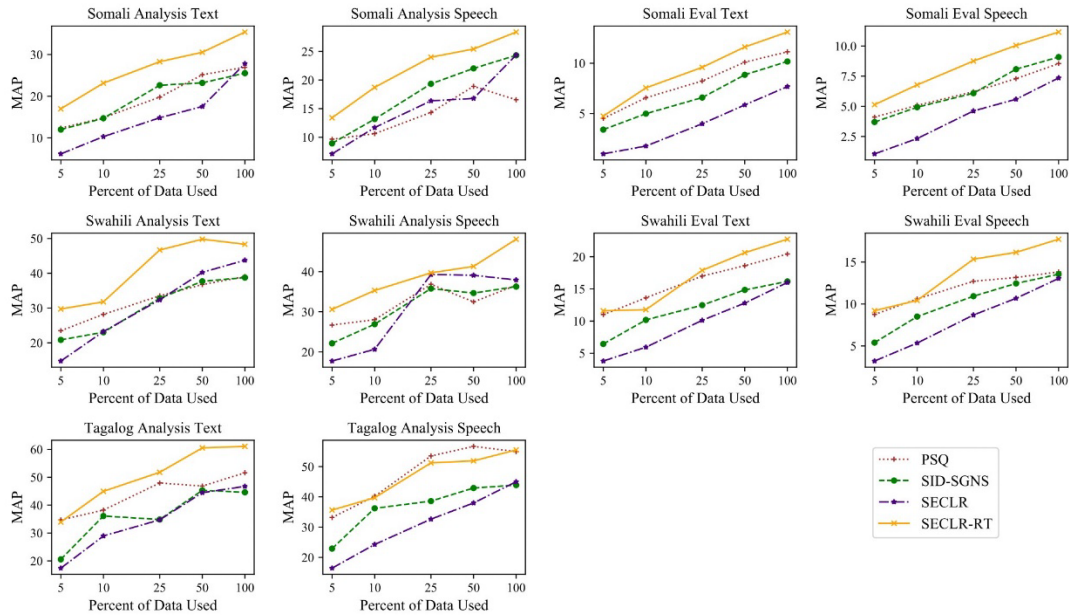 Somali Analysis Text
MAP
30
20
10
5 10 25 50 100
Percent of Data Used
Somali Analysis Speech
MAP
25
20
15
10
5 10 25 50 100
Percent of Data Used
Somali Eval Text
MAP
10
5
5 10 25 50 100
Percent of Data Used
Somali Eval Speech
MAP
10.0
7.5
5.0
2.5
5 10 25 50 100
Percent of Data Used
Swahili Analysis Text
MAP
50
40
30
20
5 10 25 50 100
Percent of Data Used
Swahili Analysis Speech
MAP
40
30
20
5 10 25 50 100
Percent of Data Used
Swahili Eval Text
MAP
20
15
10
5
5 10 25 50 100
Percent of Data Used
Swahili Eval Speech
MAP
15
10
5
5 10 25 50 100
Percent of Data Used
Tagalog Analysis Text
MAP
60
50
40
30
20
5 10 25 50 100
Percent of Data Used
Tagalog Analysis Speech
MAP
50
40
30
20
5 10 25 50 100
Percent of Data Used
PSQ
SID-SGNS
SECLR
SECLR-RT